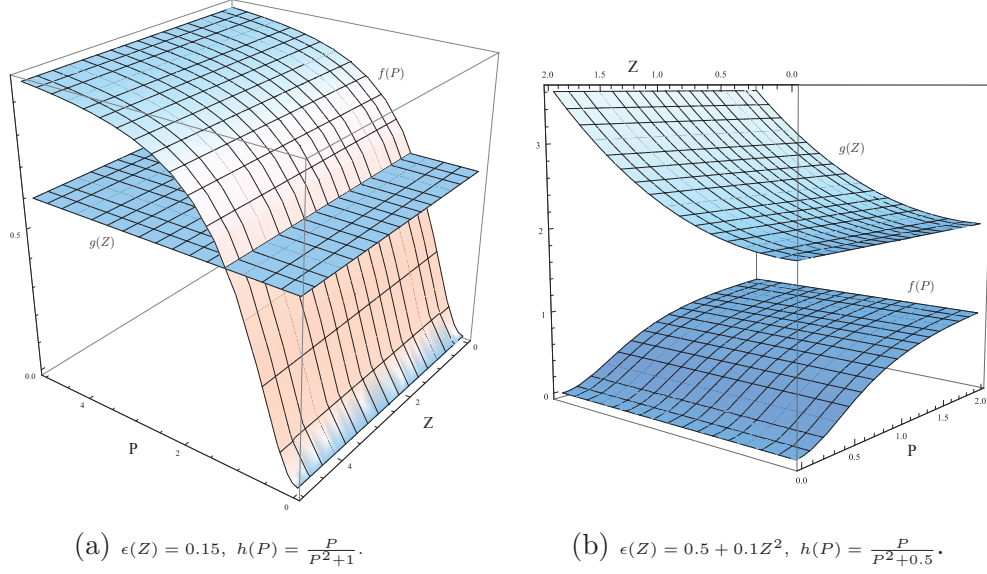 f(P)
g(Z)
0.5
0.0
4
P
2
0
4
Z
2
0
2.0
1.5
Z
1.0
0.5
0.0
3
g(Z)
2
f(P)
1
0
2.0
1.5
1.0
P
0.5
0.0
(a) ϵ(Z) = 0.15, h(P) = P/(P²+1).
(b) ϵ(Z) = 0.5 + 0.1Z², h(P) = P/(P²+0.5).